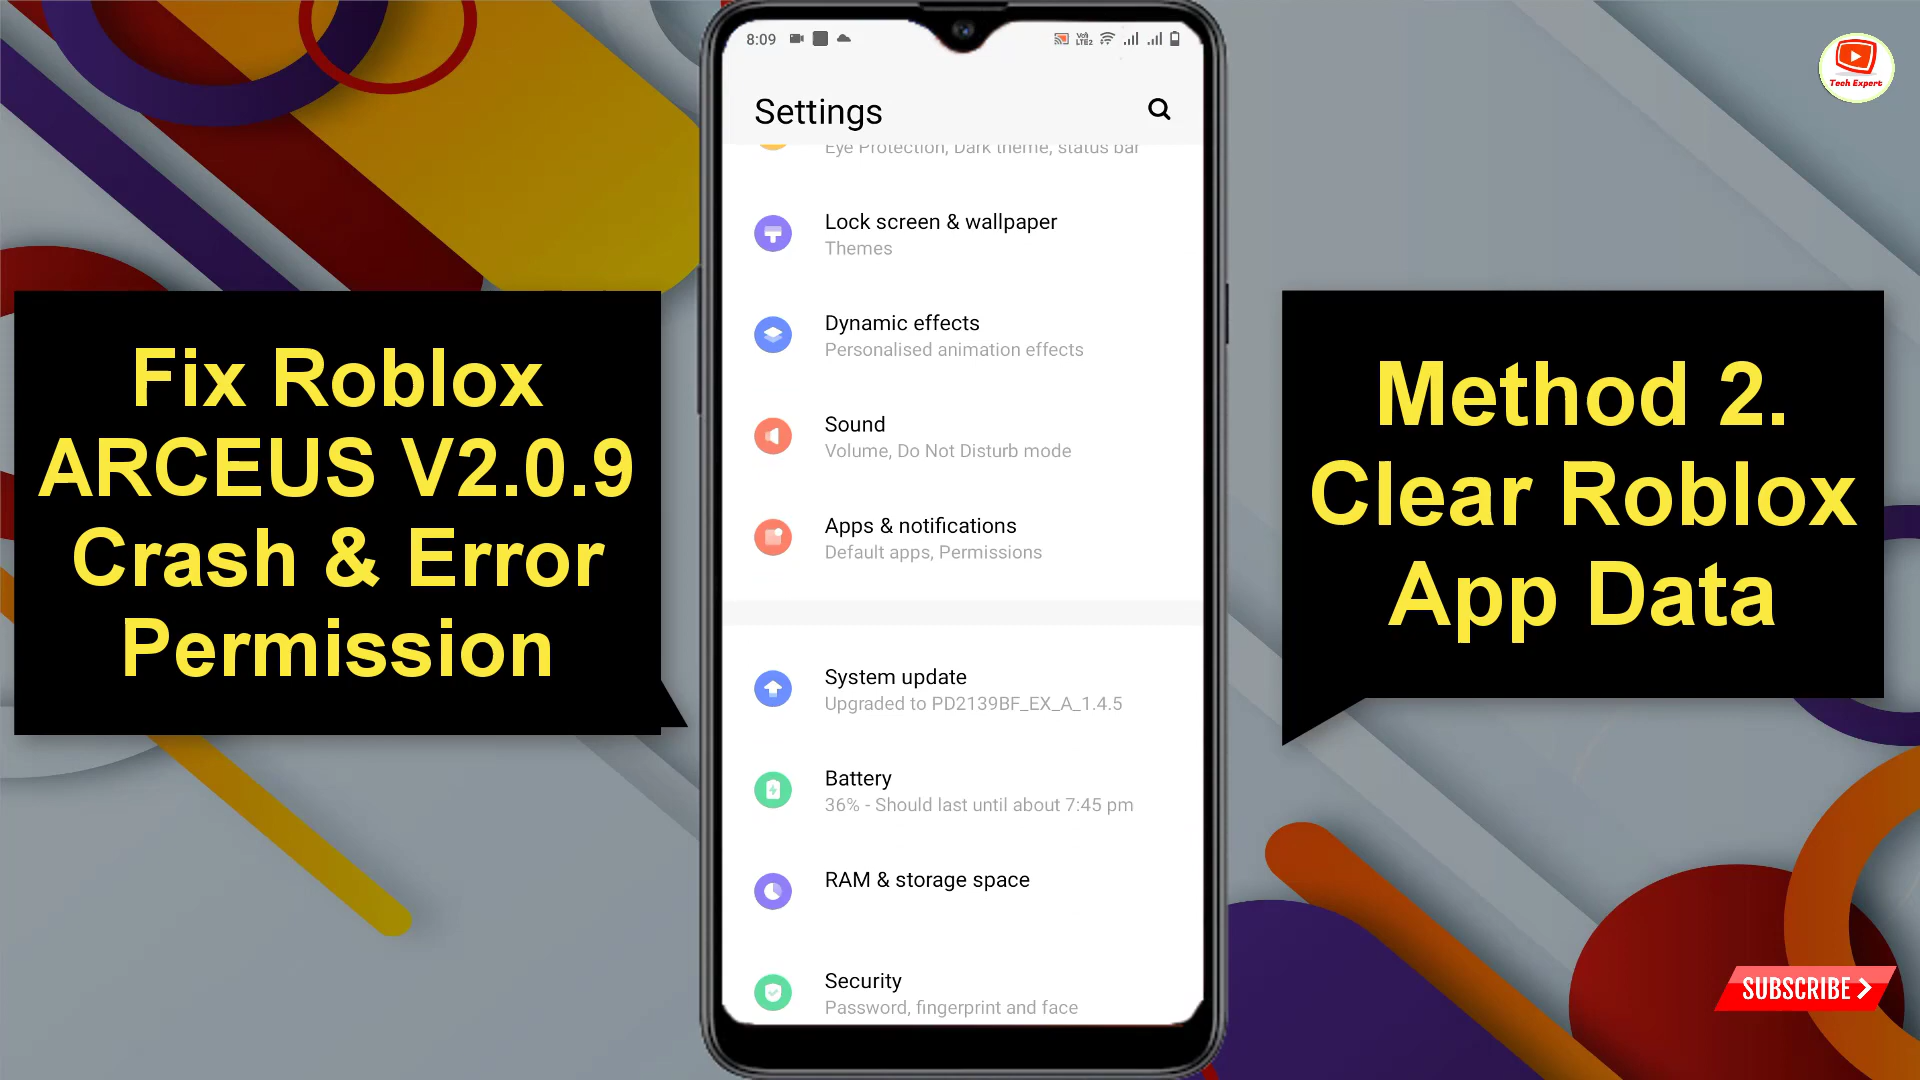 8:09
Vo)
LTE2
Tech Expert
Settings
Eye Protection, Dark theme, status bar
Lock screen & wallpaper
Themes
Dynamic effects
Personalised animation effects
Sound
Volume, Do Not Disturb mode
Apps & notifications
Default apps, Permissions
System update
Upgraded to PD2139BF_EX_A_1.4.5
Battery
36% - Should last until about 7:45 pm
RAM & storage space
Security
Password, fingerprint and face
Fix Roblox
ARCEUS V2.0.9
Crash & Error
Permission
Method 2.
Clear Roblox
App Data
SUBSCRIBE